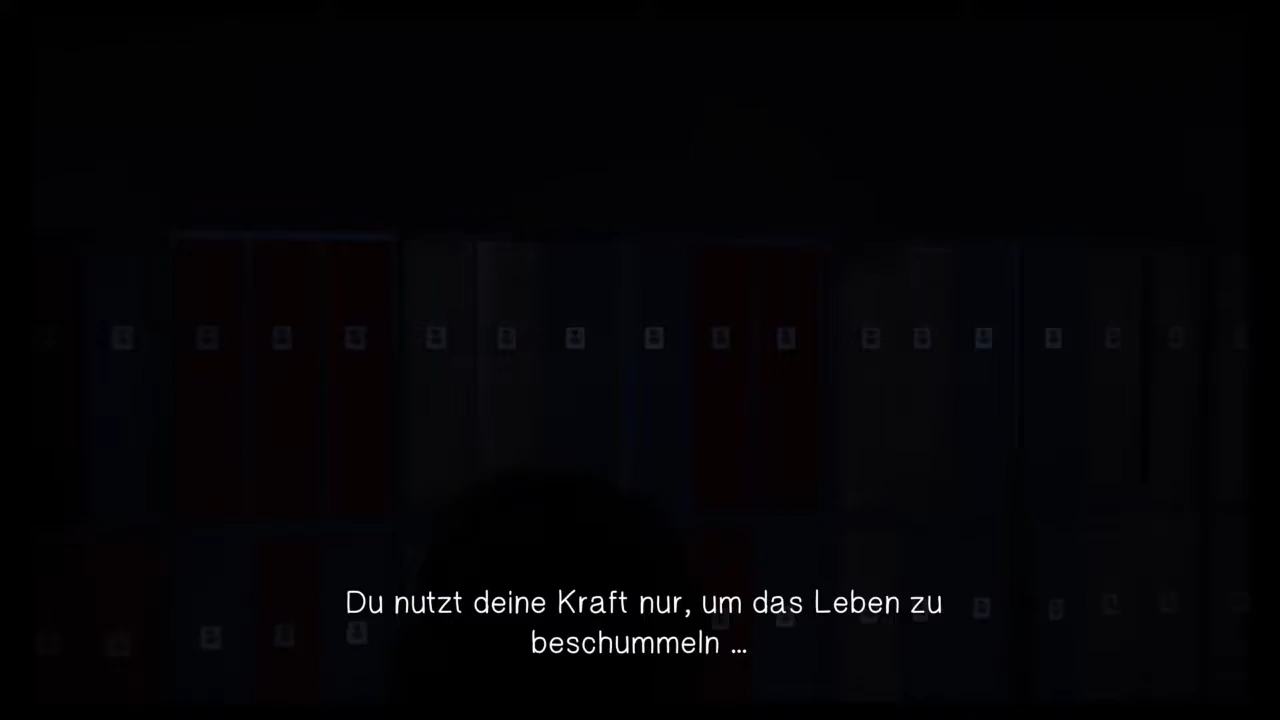 Du nutzt deine Kraft nur, um das Leben zu
beschummeln ...